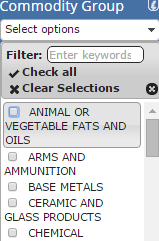 Commodity Group
Select options
Filter: Enter keywords
Check all
Clear Selections
ANIMAL OR
VEGETABLE FATS AND
OILS
ARMS AND
AMMUNITION
BASE METALS
CERAMIC AND
GLASS PRODUCTS
CHEMICAL